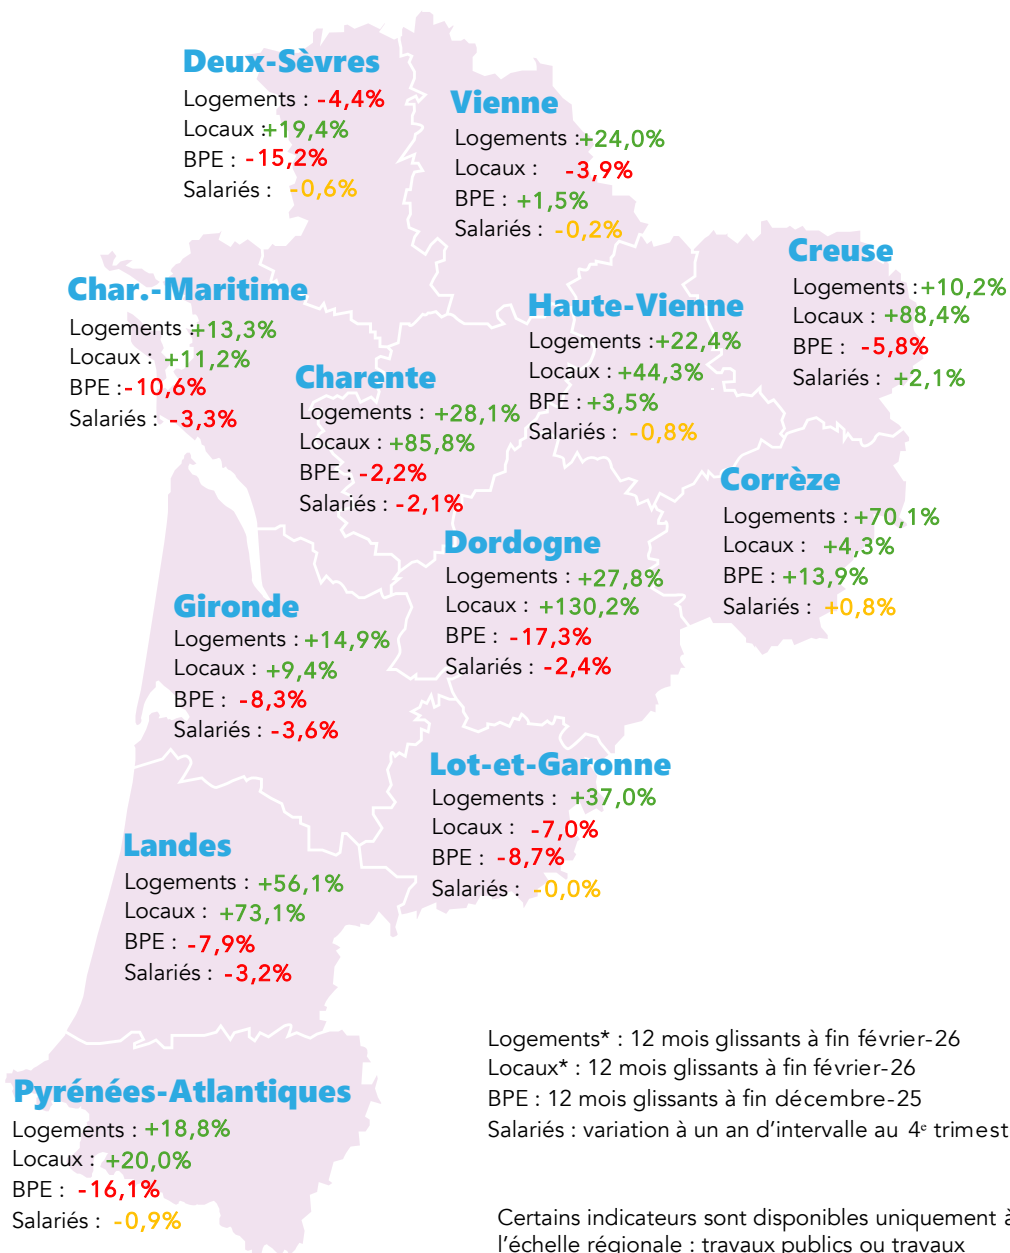 Deux-Sèvres
Logements : -4,4%
Locaux :+19,4%
BPE : -15,2%
Salariés : -0,6%
Vienne
Logements :+24,0%
Locaux : -3,9%
BPE : +1,5%
Salariés : -0,2%
Creuse
Logements :+10,2%
Locaux : +88,4%
BPE : -5,8%
Salariés : +2,1%
Char.-Maritime
Logements :+13,3%
Locaux : +11,2%
BPE :-10,6%
Salariés : -3,3%
Haute-Vienne
Logements :+22,4%
Locaux : +44,3%
BPE : +3,5%
Salariés : -0,8%
Charente
Logements : +28,1%
Locaux : +85,8%
BPE : -2,2%
Salariés : -2,1%
Corrèze
Logements : +70,1%
Locaux : +4,3%
BPE : +13,9%
Salariés : +0,8%
Dordogne
Logements : +27,8%
Locaux : +130,2%
BPE : -17,3%
Salariés : -2,4%
Gironde
Logements : +14,9%
Locaux : +9,4%
BPE : -8,3%
Salariés : -3,6%
Lot-et-Garonne
Logements : +37,0%
Locaux : -7,0%
BPE : -8,7%
Salariés : -0,0%
Landes
Logements : +56,1%
Locaux : +73,1%
BPE : -7,9%
Salariés : -3,2%
Pyrénées-Atlantiques
Logements : +18,8%
Locaux : +20,0%
BPE : -16,1%
Salariés : -0,9%
Logements* : 12 mois glissants à fin février-26
Locaux* : 12 mois glissants à fin février-26
BPE : 12 mois glissants à fin décembre-25
Salariés : variation à un an d'intervalle au 4e trimest
Certains indicateurs sont disponibles uniquement à
l'échelle régionale : travaux publics ou travaux